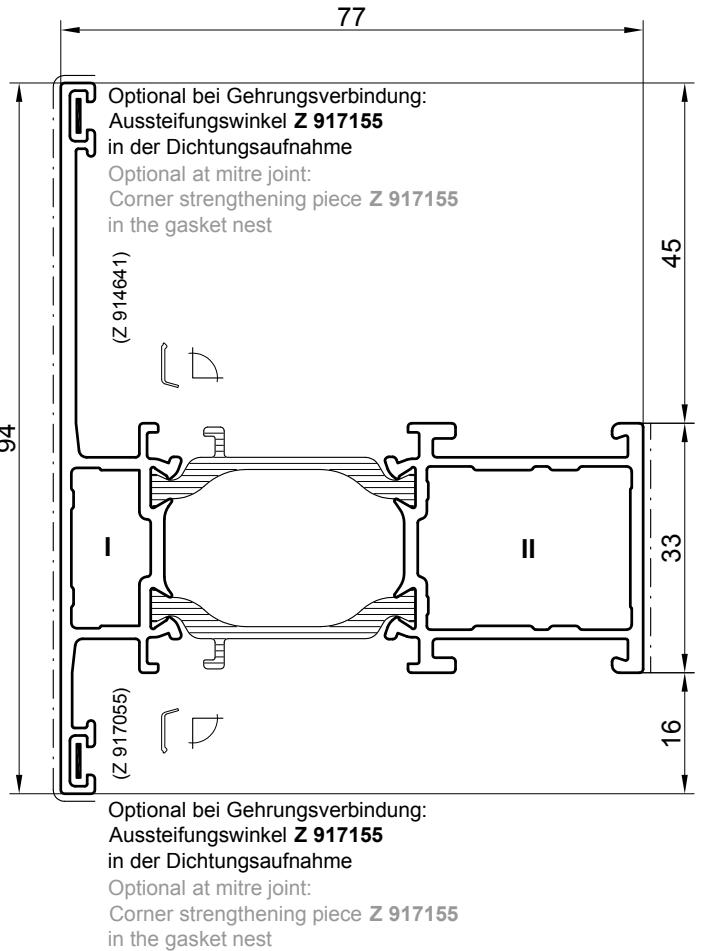 77
Optional bei Gehrungsverbindung:
Aussteifungswinkel Z 917155
in der Dichtungsaufnahme
Optional at mitre joint:
Corner strengthening piece Z 917155
in the gasket nest
(Z 914641)
45
94
I
II
33
(Z 917055)
16
Optional bei Gehrungsverbindung:
Aussteifungswinkel Z 917155
in der Dichtungsaufnahme
Optional at mitre joint:
Corner strengthening piece Z 917155
in the gasket nest